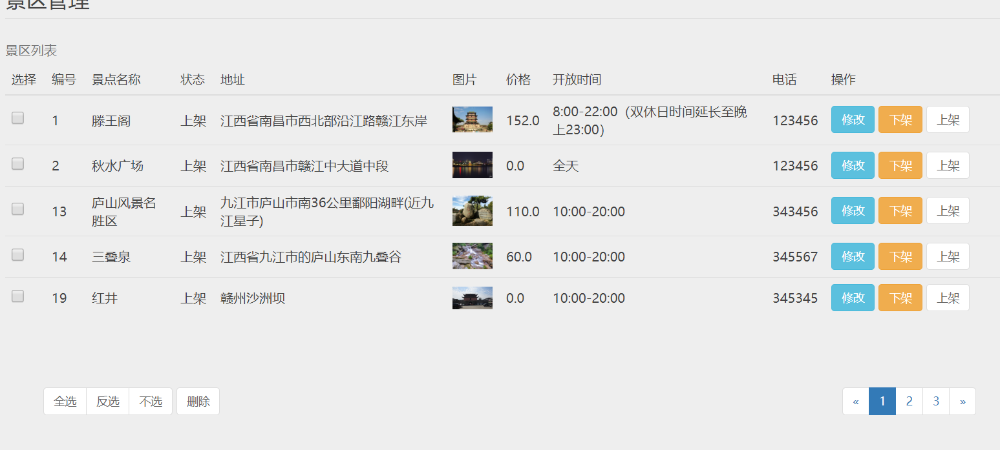 景区管理
景区列表
选择 编号 景点名称 状态 地址 图片 价格 开放时间 电话 操作
1 滕王阁 上架 江西省南昌市西北部沿江路赣江东岸 152.0 8:00-22:00（双休日时间延长至晚 123456 修改 下架 上架
上23:00）
2 秋水广场 上架 江西省南昌市赣江中大道中段 0.0 全天 123456 修改 下架 上架
13 庐山风景名 上架 九江市庐山市南36公里鄱阳湖畔(近九 110.0 10:00-20:00 343456 修改 下架 上架
胜区 江星子)
14 三叠泉 上架 江西省九江市的庐山东南九叠谷 60.0 10:00-20:00 345567 修改 下架 上架
19 红井 上架 赣州沙洲坝 0.0 10:00-20:00 345345 修改 下架 上架
全选 反选 不选 删除 « 1 2 3 »